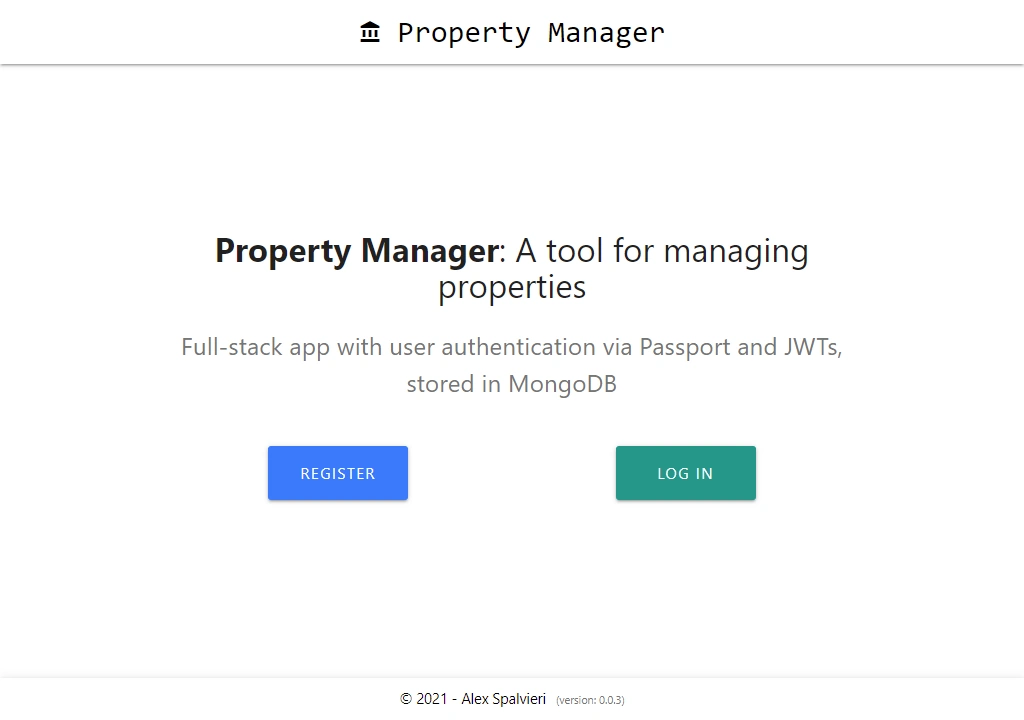 Property Manager
Property Manager: A tool for managing
properties
Full-stack app with user authentication via Passport and JWTs,
stored in MongoDB
REGISTER
LOG IN
© 2021 - Alex Spalvieri (version: 0.0.3)